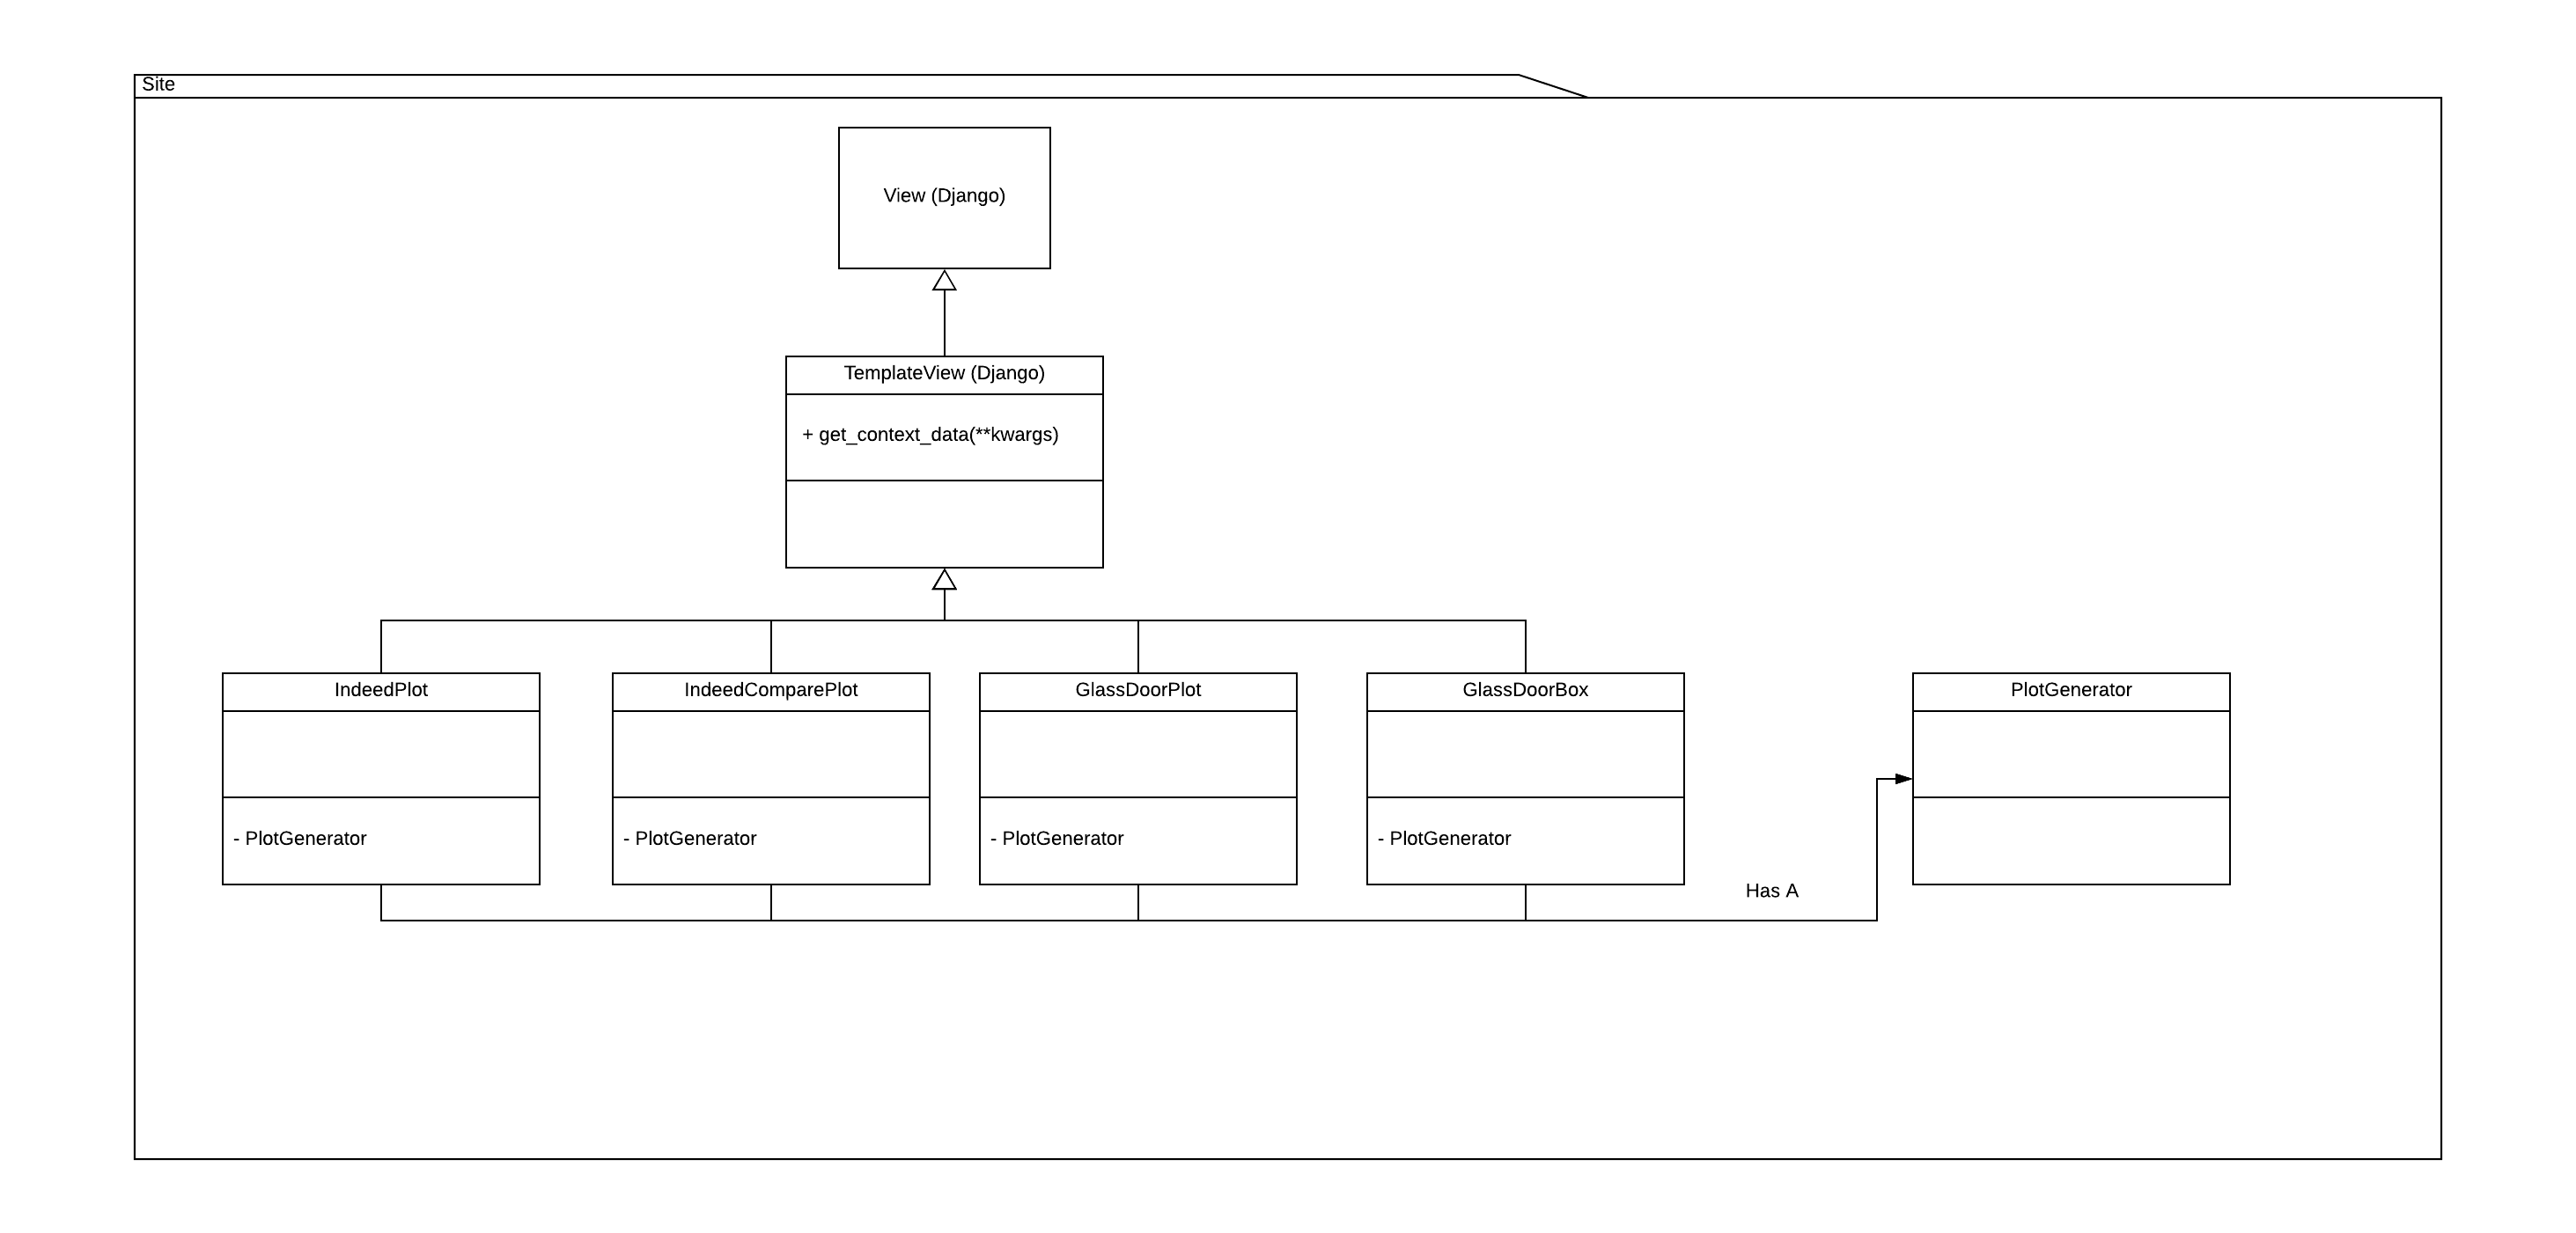 Site
View (Django)
TemplateView (Django)
+ get_context_data(**kwargs)
IndeedPlot
IndeedComparePlot
GlassDoorPlot
GlassDoorBox
PlotGenerator
- PlotGenerator
- PlotGenerator
- PlotGenerator
- PlotGenerator
Has A